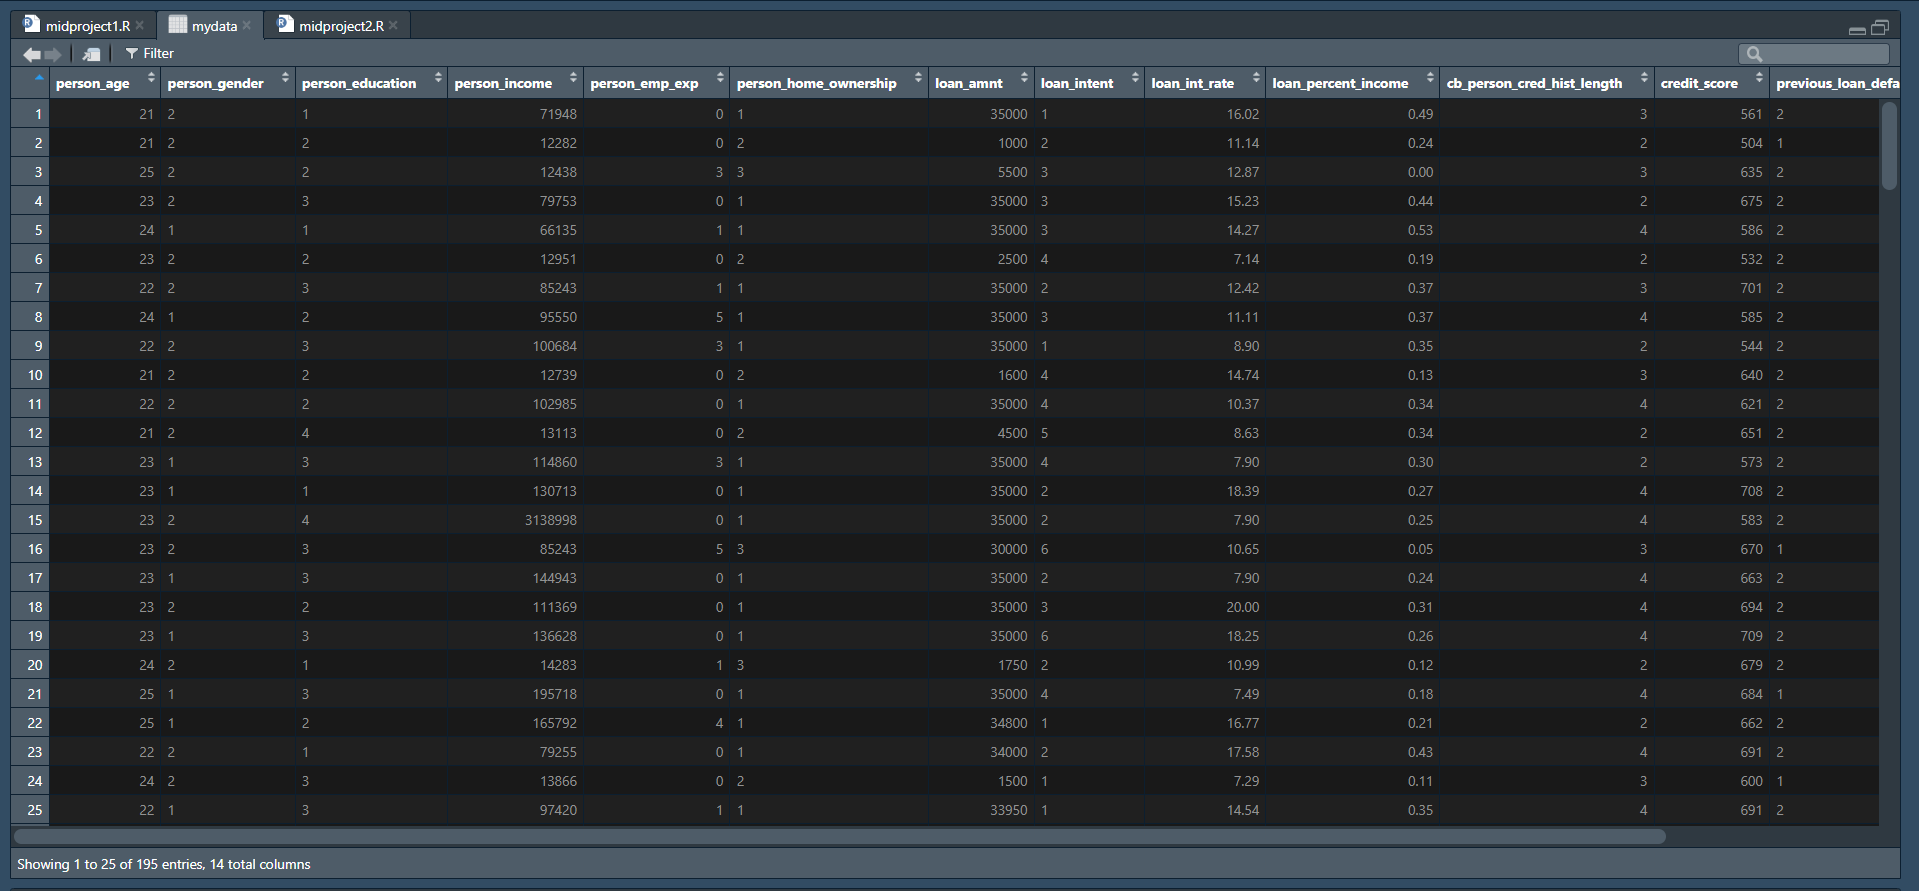 midproject1.R mydata midproject2.R
Filter
person_age person_gender person_education person_income person_emp_exp person_home_ownership loan_amnt loan_intent loan_int_rate loan_percent_income cb_person_cred_hist_length credit_score previous_loan_defa
1 21 2 1 71948 0 1 35000 1 16.02 0.49 3 561 2
2 21 2 2 12282 0 2 1000 2 11.14 0.24 2 504 1
3 25 2 2 12438 3 3 5500 3 12.87 0.00 3 635 2
4 23 2 3 79753 0 1 35000 3 15.23 0.44 2 675 2
5 24 1 1 66135 1 1 35000 3 14.27 0.53 4 586 2
6 23 2 2 12951 0 2 2500 4 7.14 0.19 2 532 2
7 22 2 3 85243 1 1 35000 2 12.42 0.37 3 701 2
8 24 1 2 95550 5 1 35000 3 11.11 0.37 4 585 2
9 22 2 3 100684 3 1 35000 1 8.90 0.35 2 544 2
10 21 2 2 12739 0 2 1600 4 14.74 0.13 3 640 2
11 22 2 2 102985 0 1 35000 4 10.37 0.34 4 621 2
12 21 2 4 13113 0 2 4500 5 8.63 0.34 2 651 2
13 23 1 3 114860 3 1 35000 4 7.90 0.30 2 573 2
14 23 1 1 130713 0 1 35000 2 18.39 0.27 4 708 2
15 23 2 4 3138998 0 1 35000 2 7.90 0.25 4 583 2
16 23 2 3 85243 5 3 30000 6 10.65 0.05 3 670 1
17 23 1 3 144943 0 1 35000 2 7.90 0.24 4 663 2
18 23 2 2 111369 0 1 35000 3 20.00 0.31 4 694 2
19 23 1 3 136628 0 1 35000 6 18.25 0.26 4 709 2
20 24 2 1 14283 1 3 1750 2 10.99 0.12 2 679 2
21 25 1 3 195718 0 1 35000 4 7.49 0.18 4 684 1
22 25 1 2 165792 4 1 34800 1 16.77 0.21 2 662 2
23 22 2 1 79255 0 1 34000 2 17.58 0.43 4 691 2
24 24 2 3 13866 0 2 1500 1 7.29 0.11 3 600 1
25 22 1 3 97420 1 1 33950 1 14.54 0.35 4 691 2
Showing 1 to 25 of 195 entries, 14 total columns